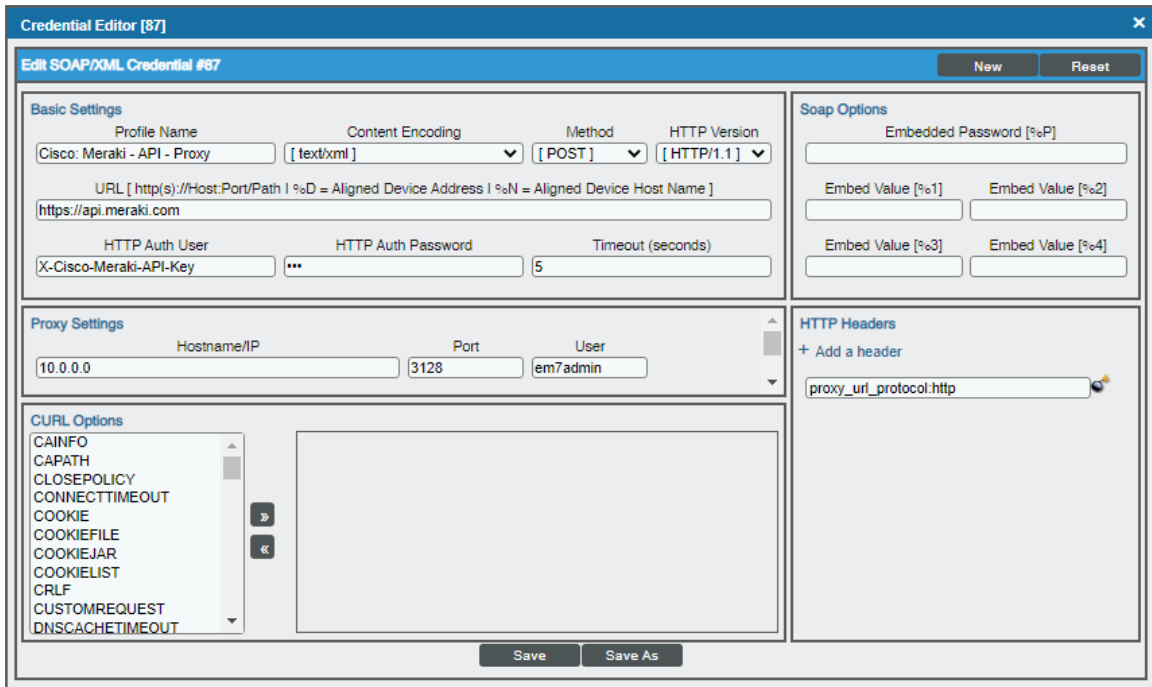 Credential Editor [87]
×
Edit SOAP/XML Credential #87
New
Reset
Basic Settings
Profile Name
Content Encoding
Method
HTTP Version
Cisco: Meraki - API - Proxy
[ text/xml ]
[ POST ]
[ HTTP/1.1 ]
URL [ http(s)://Host:Port/Path | %D = Aligned Device Address | %N = Aligned Device Host Name ]
https://api.meraki.com
HTTP Auth User
HTTP Auth Password
Timeout (seconds)
X-Cisco-Meraki-API-Key
•••
5
Soap Options
Embedded Password [%P]
Embed Value [%1]
Embed Value [%2]
Embed Value [%3]
Embed Value [%4]
Proxy Settings
Hostname/IP
Port
User
10.0.0.0
3128
em7admin
HTTP Headers
+ Add a header
proxy_url_protocol:http
CURL Options
CAINFO
CAPATH
CLOSEPOLICY
CONNECTTIMEOUT
COOKIE
COOKIEFILE
COOKIEJAR
COOKIELIST
CRLF
CUSTOMREQUEST
DNSCACHETIMEOUT
»
«
Save
Save As